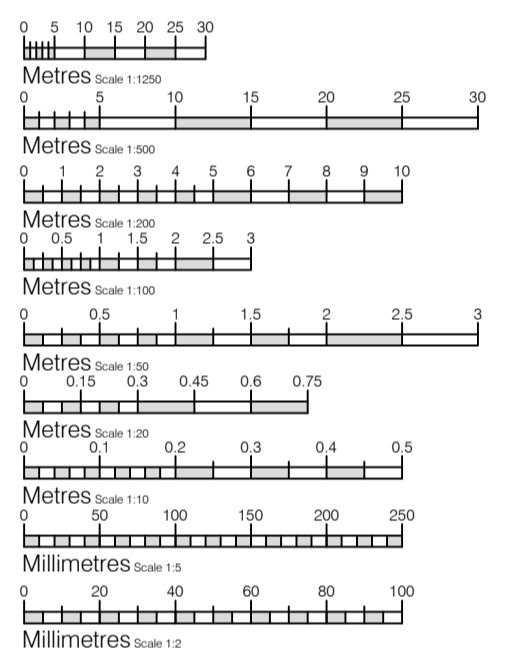 0 5 10 15 20 25 30
Metres Scale 1:1250
0 5 10 15 20 25 30
Metres Scale 1:500
0 1 2 3 4 5 6 7 8 9 10
Metres Scale 1:200
0 0.5 1 1.5 2 2.5 3
Metres Scale 1:100
0 0.5 1 1.5 2 2.5 3
Metres Scale 1:50
0 0.15 0.3 0.45 0.6 0.75
Metres Scale 1:20
0 0.1 0.2 0.3 0.4 0.5
Metres Scale 1:10
0 50 100 150 200 250
Millimetres Scale 1:5
0 20 40 60 80 100
Millimetres Scale 1:2